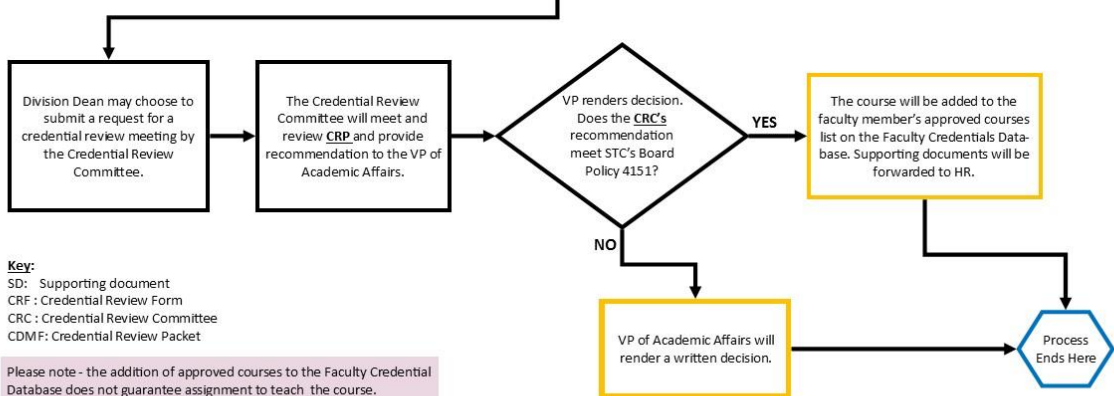 Division Dean may choose to
submit a request for a
credential review meeting by
the Credential Review
Committee.
The Credential Review
Committee will meet and
review CRP and provide
recommendation to the VP of
Academic Affairs.
VP renders decision.
Does the CRC's
recommendation
meet STC's Board
Policy 4151?
YES
The course will be added to the
faculty member's approved courses
list on the Faculty Credentials Data-
base. Supporting documents will be
forwarded to HR.
NO
VP of Academic Affairs will
render a written decision.
Process
Ends Here
Key:
SD: Supporting document
CRF : Credential Review Form
CRC : Credential Review Committee
CDMF: Credential Review Packet
Please note - the addition of approved courses to the Faculty Credential
Database does not guarantee assignment to teach the course.